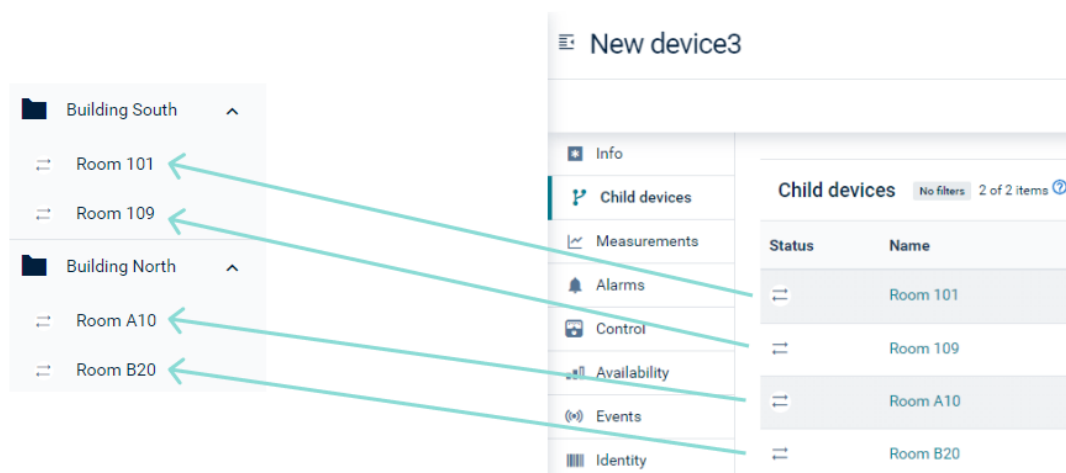 New device3
Building South
Room 101
Room 109
Building North
Room A10
Room B20
Info
Child devices
Measurements
Alarms
Control
Availability
Events
Identity
Child devices No filters 2 of 2 items ?
Status Name
Room 101
Room 109
Room A10
Room B20